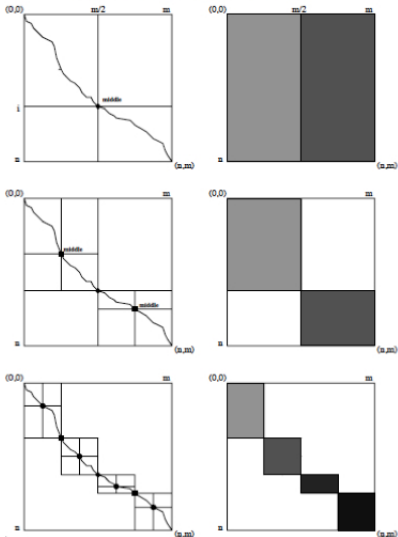 (0,0) m/2 m (0,0) m/2 m
middle
i
n (n,m) n (n,m)
(0,0) m (0,0) m
middle
middle
n (n,m) n (n,m)
(0,0) m (0,0) m
n (n,m) n (n,m)